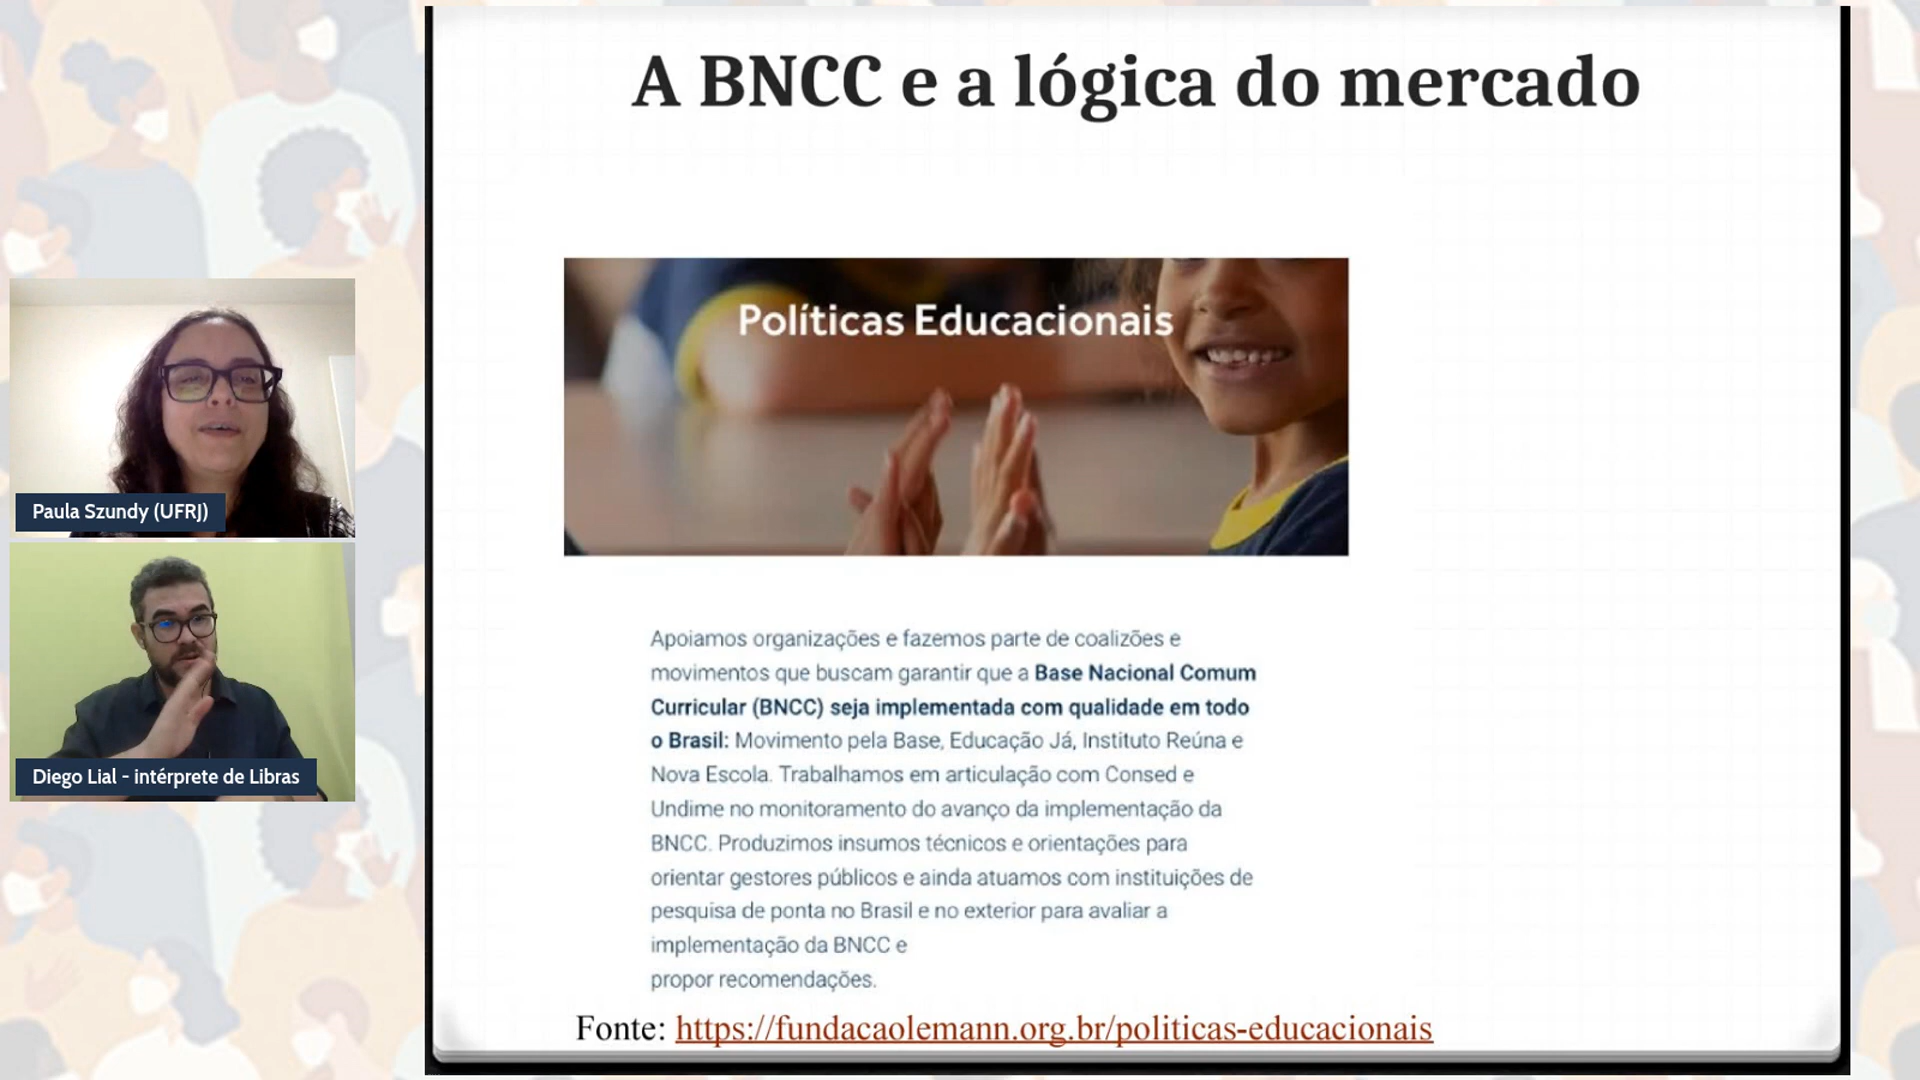 A BNCC e a lógica do mercado
Políticas Educacionais
Paula Szundy (UFRJ)
Diego Lial - intérprete de Libras
Apoiamos organizações e fazemos parte de coalizões e
movimentos que buscam garantir que a Base Nacional Comum
Curricular (BNCC) seja implementada com qualidade em todo
o Brasil: Movimento pela Base, Educação Já, Instituto Reúna e
Nova Escola. Trabalhamos em articulação com Consed e
Undime no monitoramento do avanço da implementação da
BNCC. Produzimos insumos técnicos e orientações para
orientar gestores públicos e ainda atuamos com instituições de
pesquisa de ponta no Brasil e no exterior para avaliar a
implementação da BNCC e
propor recomendações.
Fonte: https://fundacaolemann.org.br/politicas-educacionais